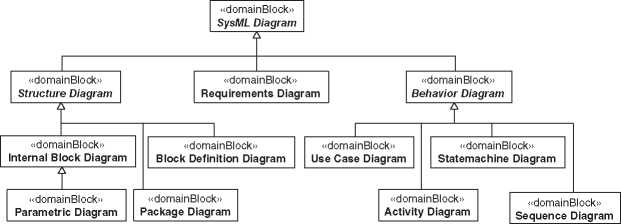 «domainBlock»
SysML Diagram
«domainBlock»
Structure Diagram
«domainBlock»
Requirements Diagram
«domainBlock»
Behavior Diagram
«domainBlock»
Internal Block Diagram
«domainBlock»
Block Definition Diagram
«domainBlock»
Use Case Diagram
«domainBlock»
Statemachine Diagram
«domainBlock»
Parametric Diagram
«domainBlock»
Package Diagram
«domainBlock»
Activity Diagram
«domainBlock»
Sequence Diagram